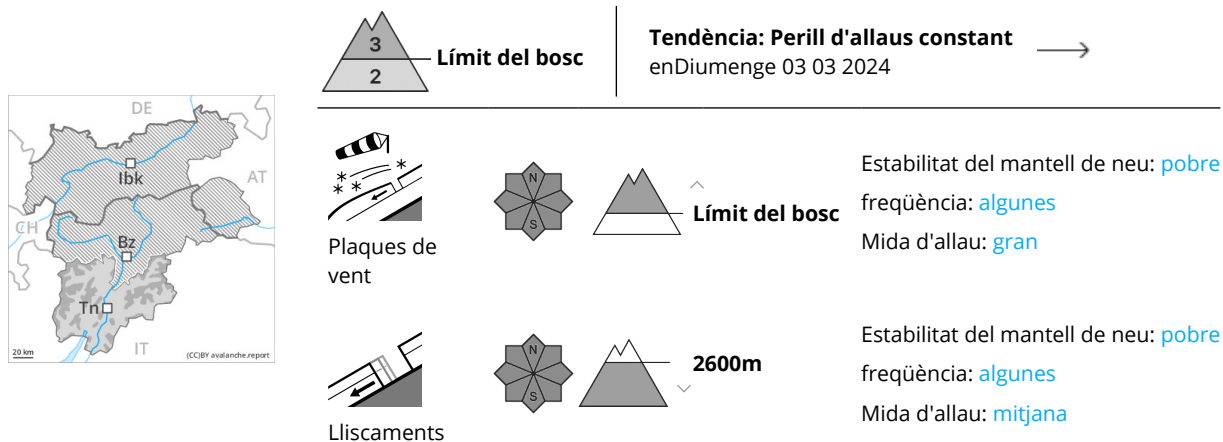 3
2
Límit del bosc
Tendència: Perill d'allaus constant
enDiumenge 03 03 2024
DE
Ibk
AT
CH
Bz
Tn
IT
20 km
(CC)BY avalanche.report
Plaques de
vent
N
S
Límit del bosc
Estabilitat del mantell de neu: pobre
freqüència: algunes
Mida d'allau: gran
Lliscaments
N
S
2600m
Estabilitat del mantell de neu: pobre
freqüència: algunes
Mida d'allau: mitjana